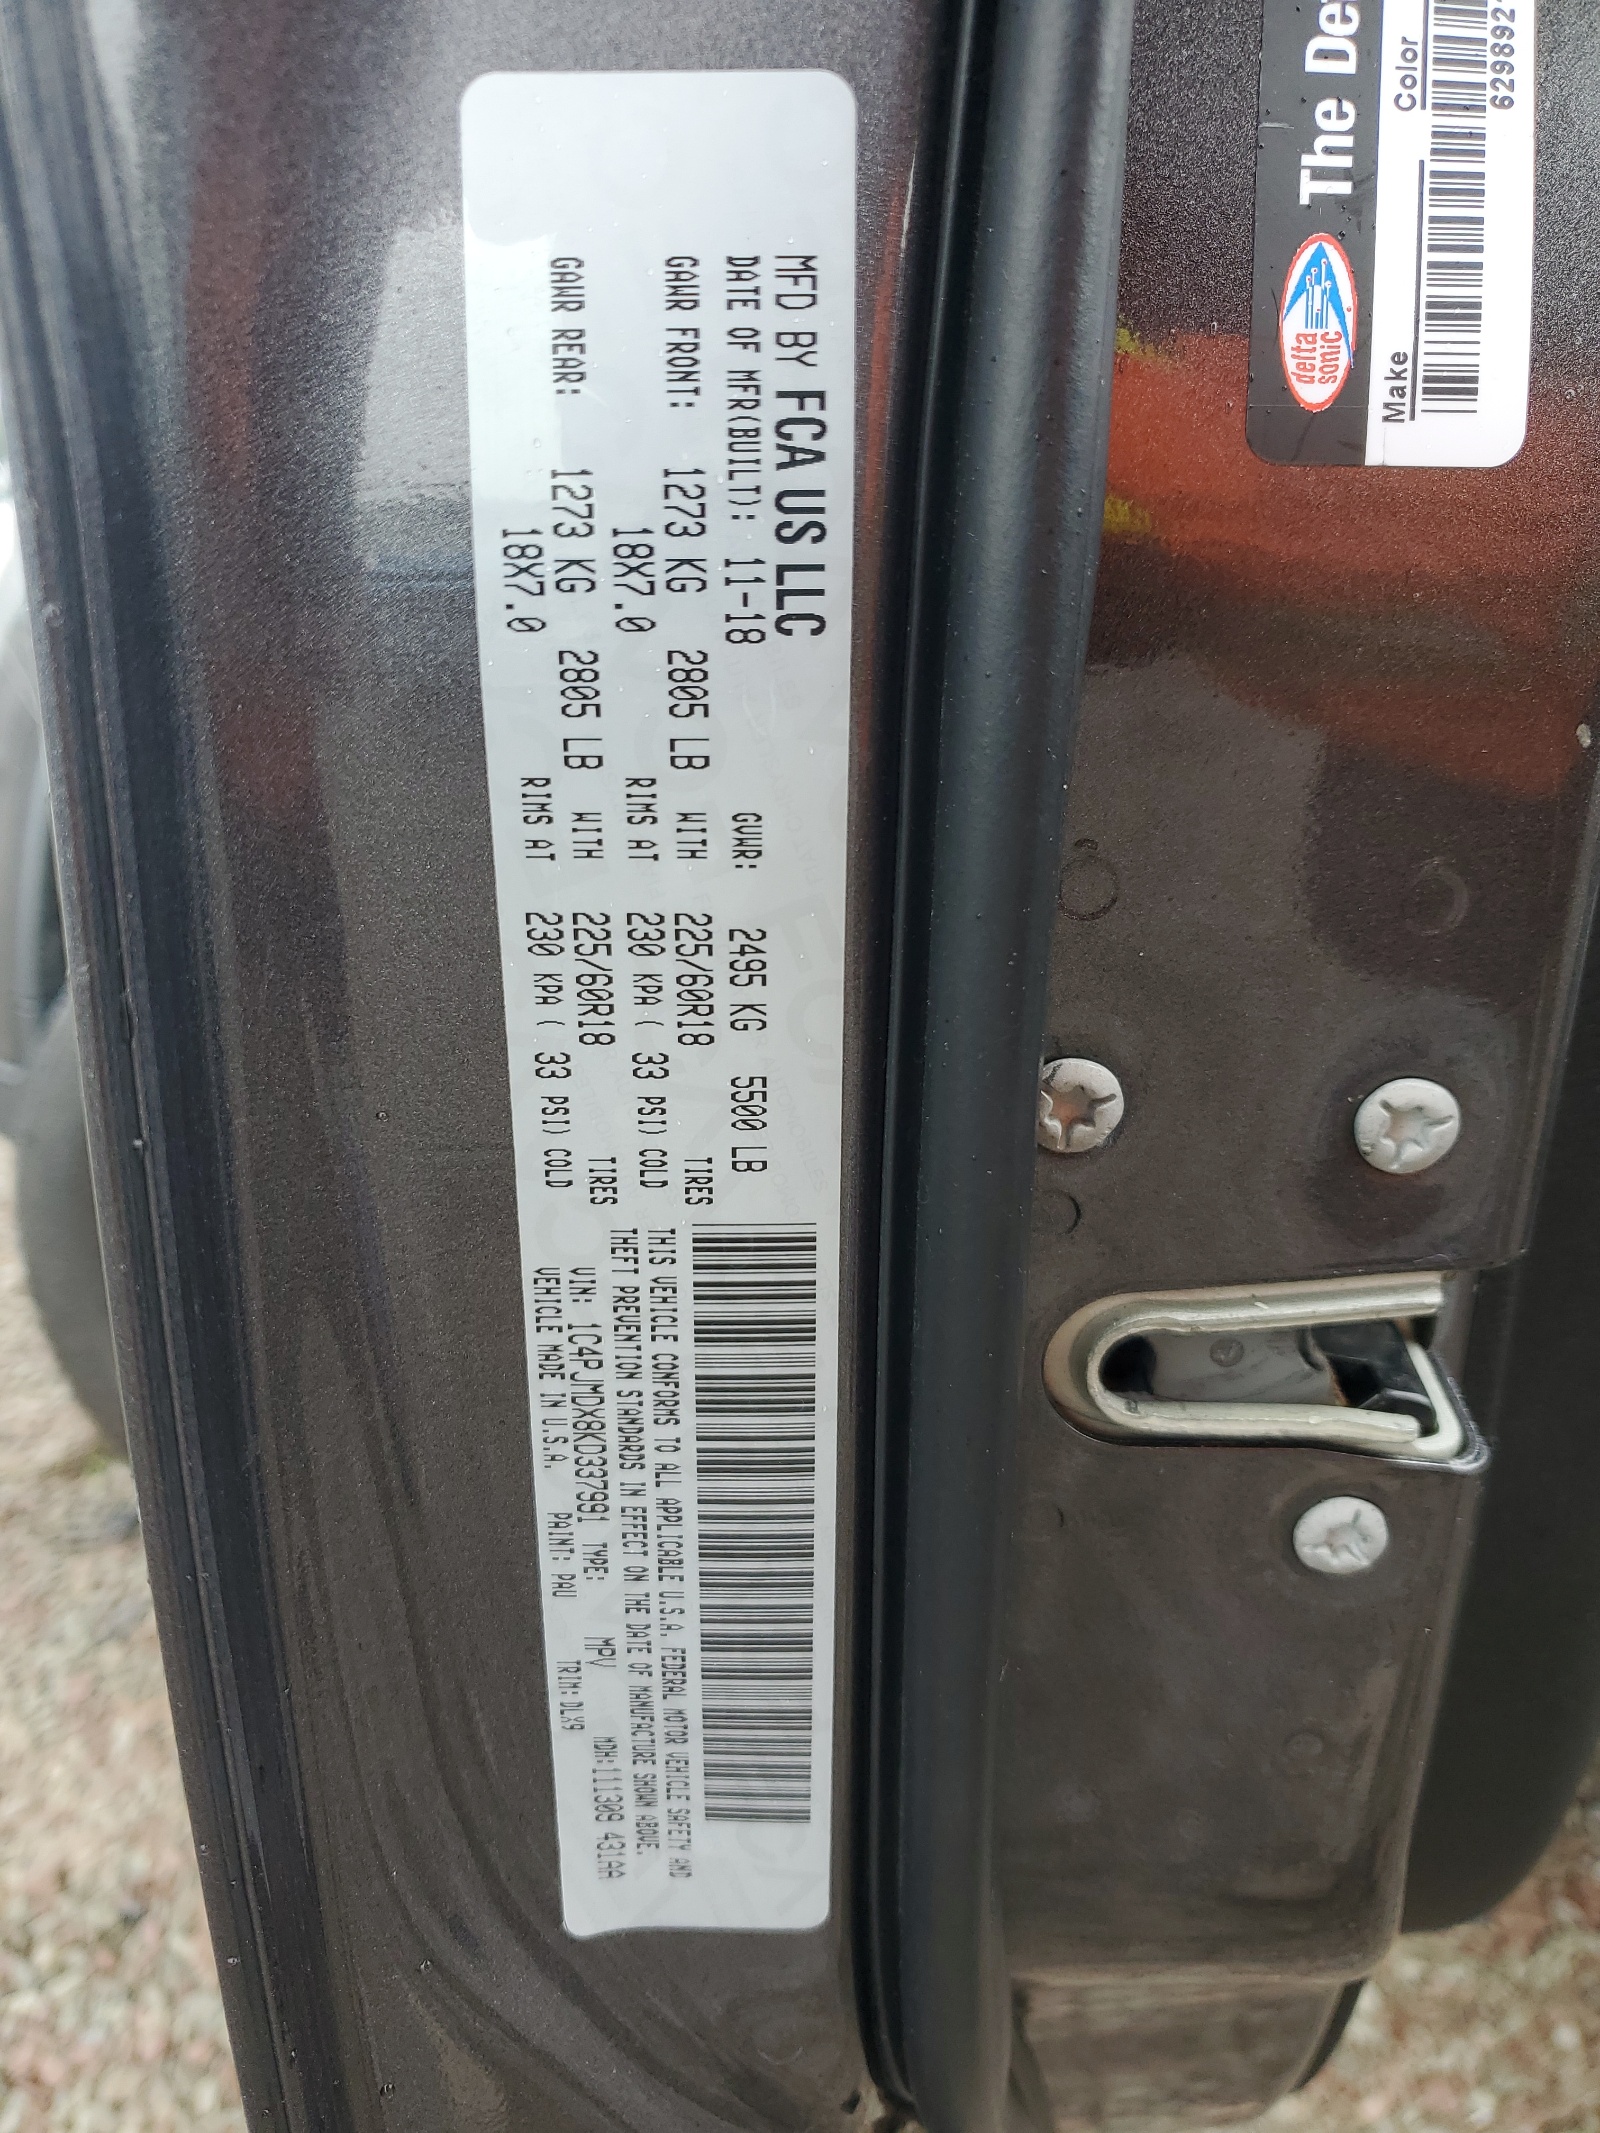 MFD BY FCA US LLC
DATE OF MFR(BUILT): 11-18 GVWR: 2495 KG 5500 LB
GAWR FRONT: 1273 KG 2805 LB WITH 225/60R18 TIRES
18X7.0 RIMS AT 230 KPA ( 33 PSI) COLD
GAWR REAR: 1273 KG 2805 LB WITH 225/60R18 TIRES
18X7.0 RIMS AT 230 KPA ( 33 PSI) COLD
THIS VEHICLE CONFORMS TO ALL APPLICABLE U.S.A. FEDERAL MOTOR VEHICLE SAFETY AND
THEFT PREVENTION STANDARDS IN EFFECT ON THE DATE OF MANUFACTURE SHOWN ABOVE.
VIN: 1C4PJMDX8KD337991 TYPE: MPV MDH:111309 431AA
VEHICLE MADE IN U.S.A. PAINT: PAU TRIM: DLX9
delta
sonic
The
Make Color